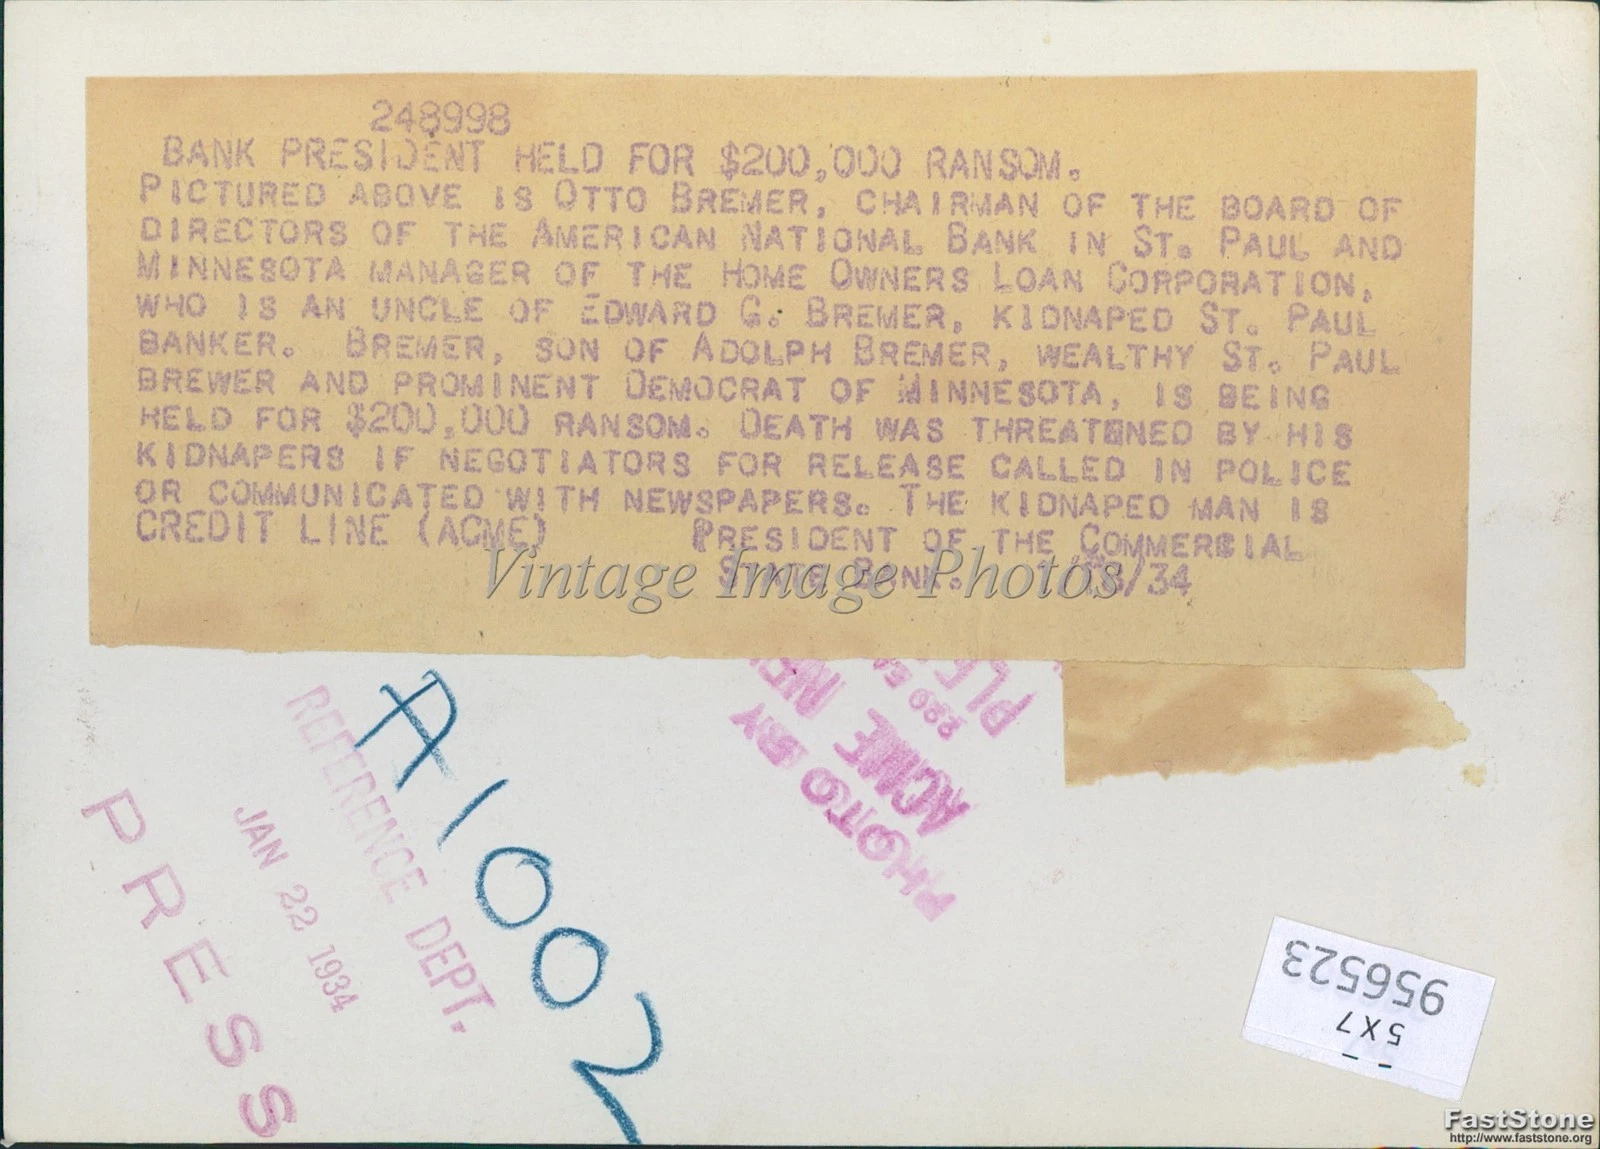 248998
BANK PRESIDENT HELD FOR $200,000 RANSOM.
PICTURED ABOVE IS OTTO BREMER, CHAIRMAN OF THE BOARD OF
DIRECTORS OF THE AMERICAN NATIONAL BANK IN ST. PAUL AND
MINNESOTA MANAGER OF THE HOME OWNERS LOAN CORPORATION,
WHO IS AN UNCLE OF EDWARD G. BREMER, KIDNAPED ST. PAUL
BANKER. BREMER, SON OF ADOLPH BREMER, WEALTHY ST. PAUL
BREWER AND PROMINENT DEMOCRAT OF MINNESOTA, IS BEING
HELD FOR $200,000 RANSOM. DEATH WAS THREATENED BY HIS
KIDNAPERS IF NEGOTIATORS FOR RELEASE CALLED IN POLICE
OR COMMUNICATED WITH NEWSPAPERS. THE KIDNAPED MAN IS
CREDIT LINE (ACME) PRESIDENT OF THE COMMERCIAL
STATE BANK. /34
Vintage Image Photos
A1002
REFERENCE DEPT.
JAN 22 1934
PRESS
PHOTO BY
ACME
220
956523
5 X 7
FastStone
http://www.faststone.org